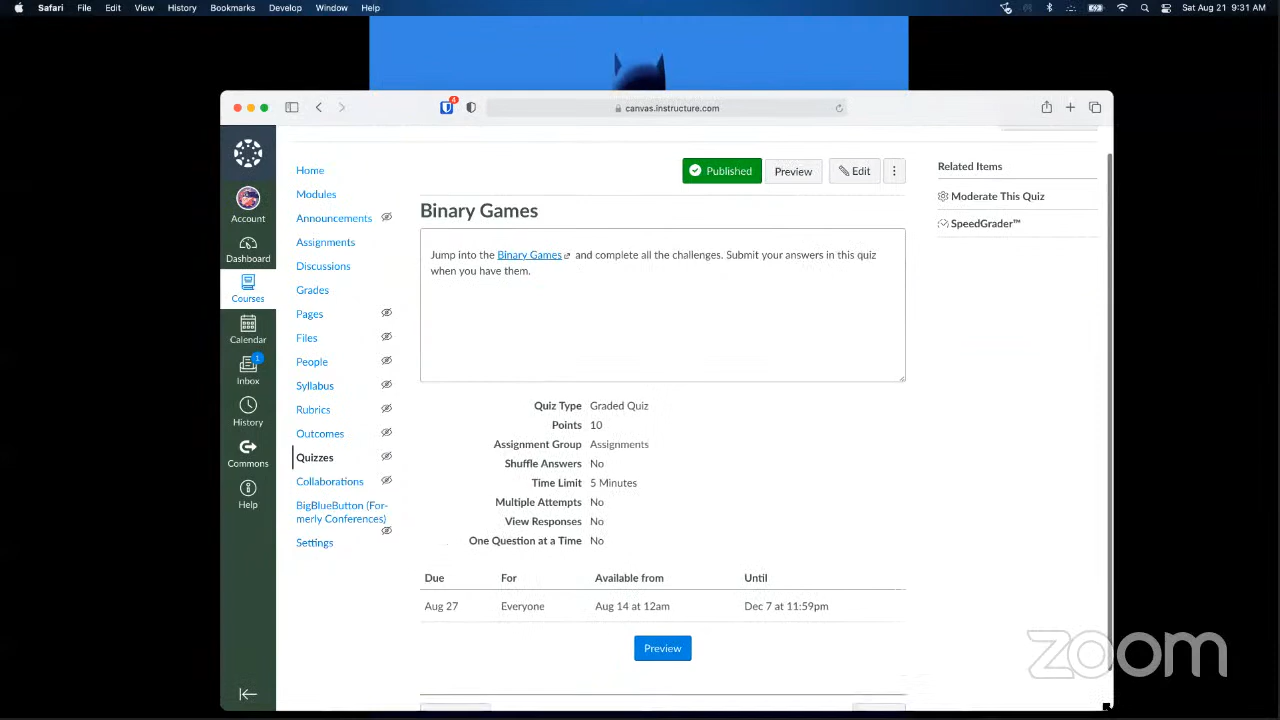 Safari File Edit View History Bookmarks Develop Window Help Sat Aug 21 9:31 AM
4
canvas.instructure.com
Account
Dashboard
Courses
Calendar
1
Inbox
History
Commons
Help
Home
Modules
Announcements
Assignments
Discussions
Grades
Pages
Files
People
Syllabus
Rubrics
Outcomes
Quizzes
Collaborations
BigBlueButton (For-
merly Conferences)
Settings
Published Preview Edit
Binary Games
Jump into the Binary Games and complete all the challenges. Submit your answers in this quiz
when you have them.
Quiz Type Graded Quiz
Points 10
Assignment Group Assignments
Shuffle Answers No
Time Limit 5 Minutes
Multiple Attempts No
View Responses No
One Question at a Time No
Due For Available from Until
Aug 27 Everyone Aug 14 at 12am Dec 7 at 11:59pm
Preview
Related Items
Moderate This Quiz
SpeedGrader™
zoom